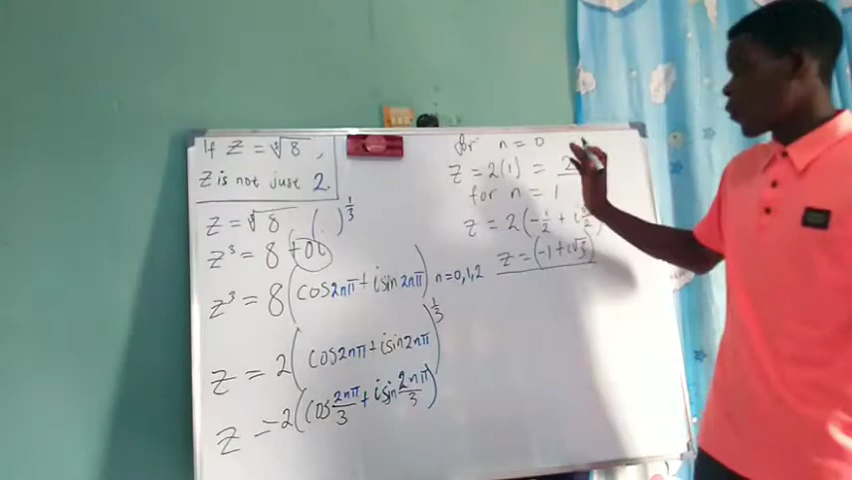 If z = ∛8 ,
z is not just 2.
z = ∛8 ( )^1/3
z³ = 8 + 0i
z³ = 8(cos2nπ + isin2nπ) n=0,1,2
z = 2(cos2nπ + isin2nπ)^1/3
z = 2(cos 2nπ/3 + isin 2nπ/3)
for n = 0
z = 2(1) = 2
for n = 1
z = 2(-1/2 + i√3/2)
z = (-1 + i√3)